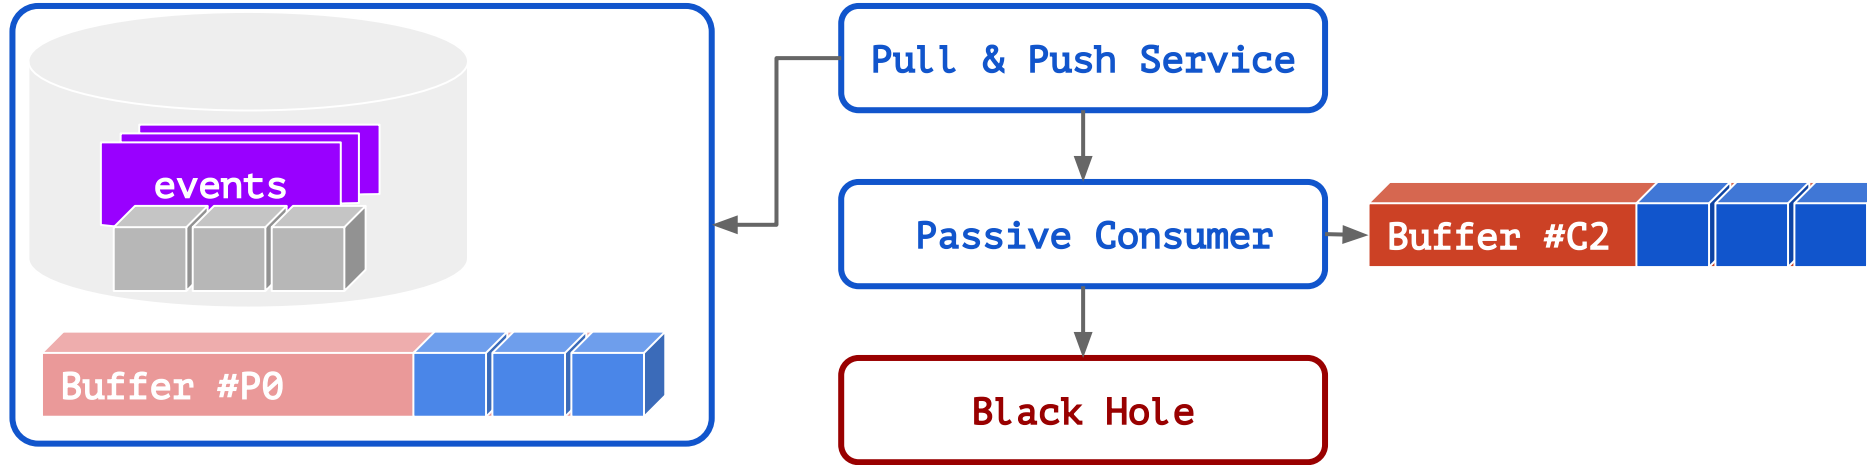 Pull & Push Service
events
Passive Consumer
Buffer #C2
Buffer #P0
Black Hole